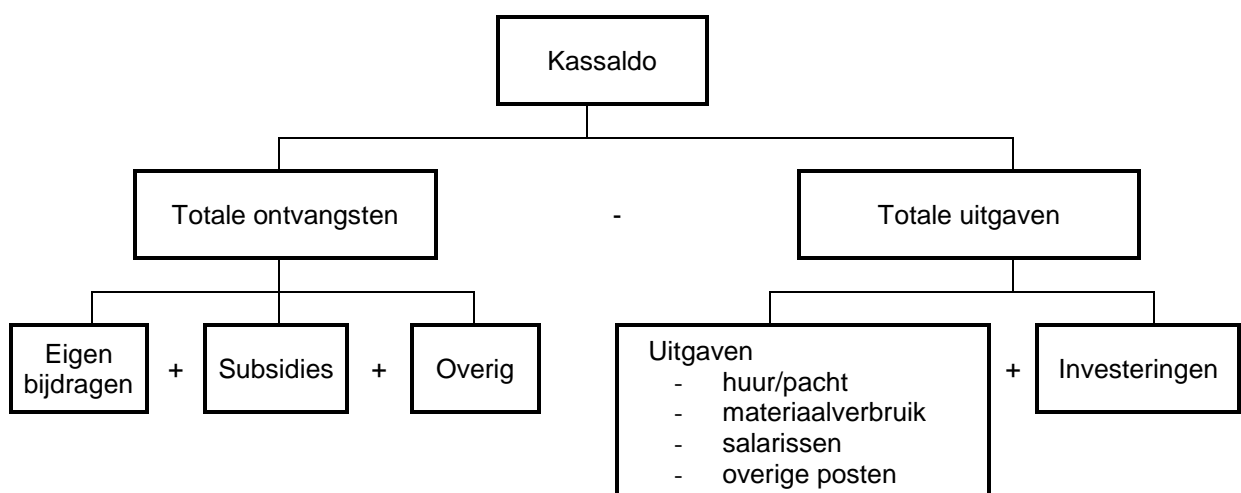 Kassaldo
Totale ontvangsten
-
Totale uitgaven
Eigen
bijdragen
+
Subsidies
+
Overig
Uitgaven
- huur/pacht
- materiaalverbruik
- salarissen
- overige posten
+
Investeringen